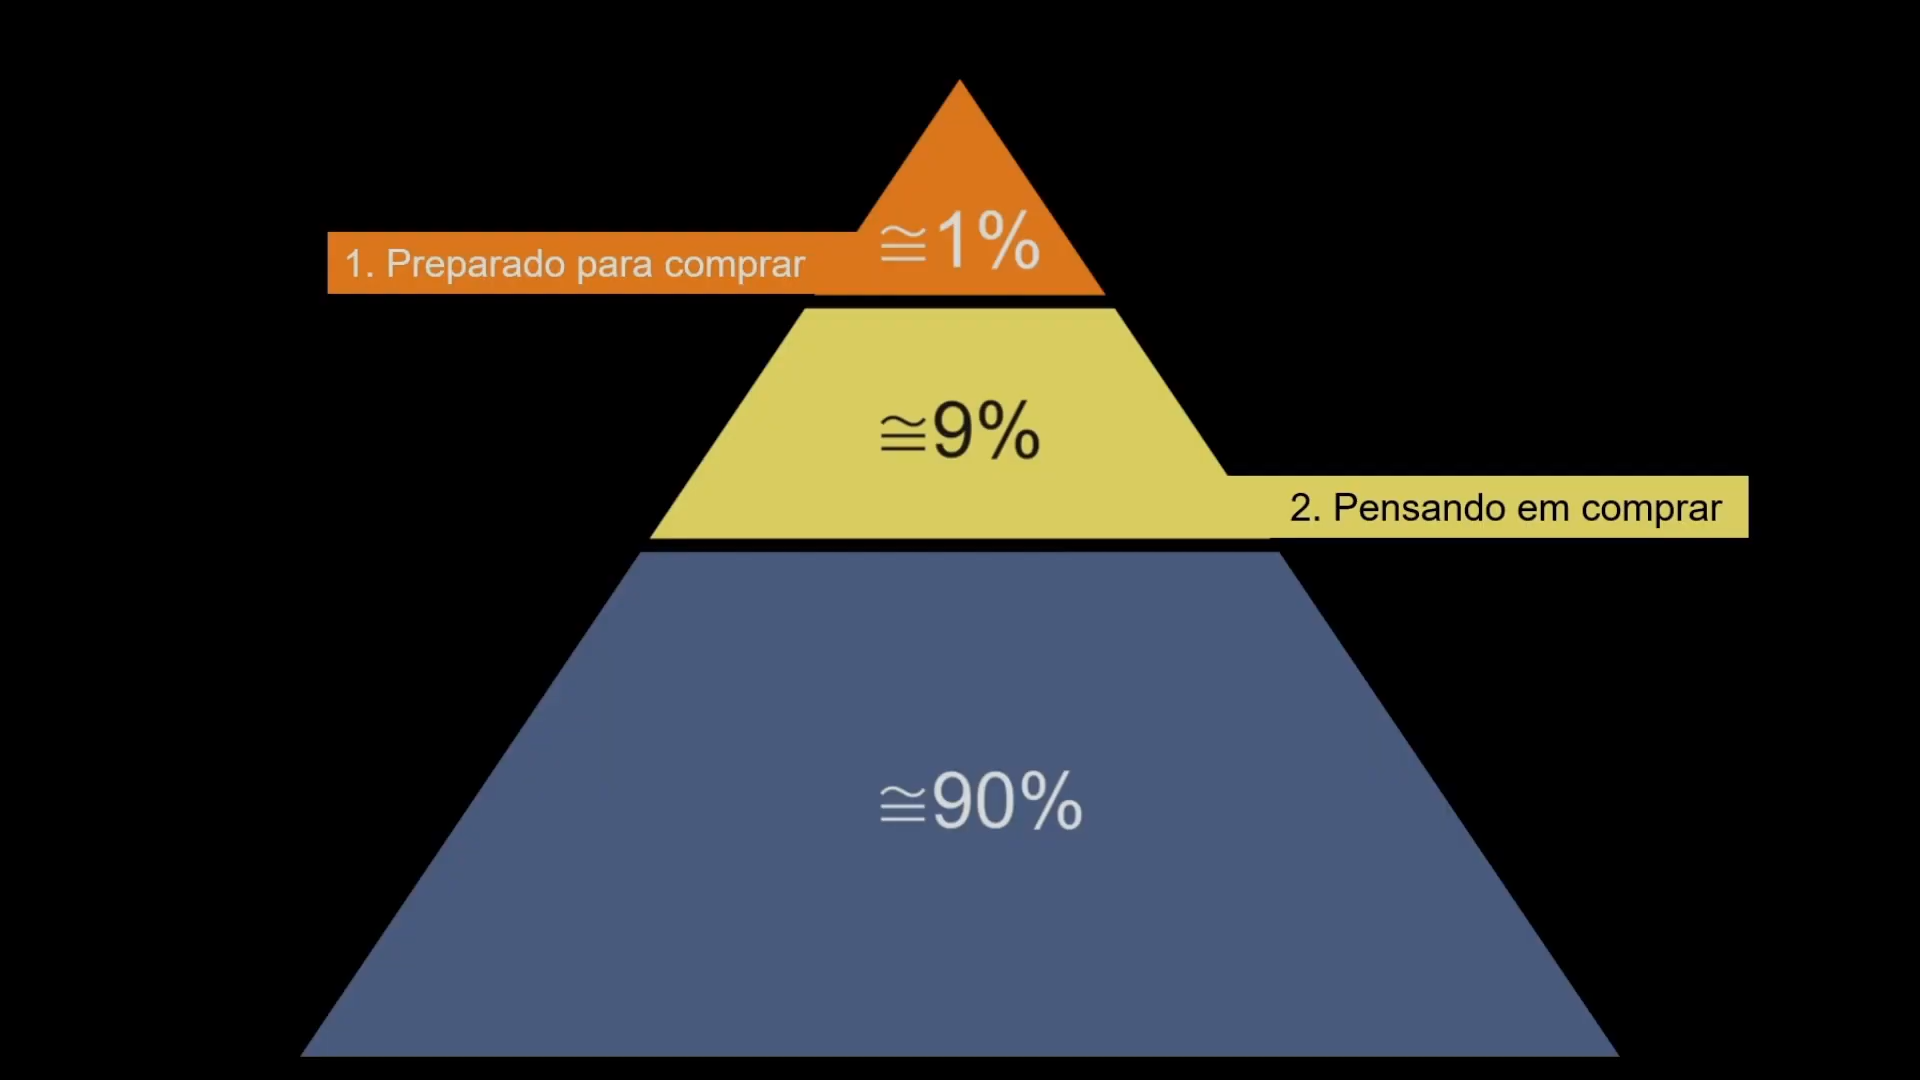 ≅1%
1. Preparado para comprar
≅9%
2. Pensando em comprar
≅90%